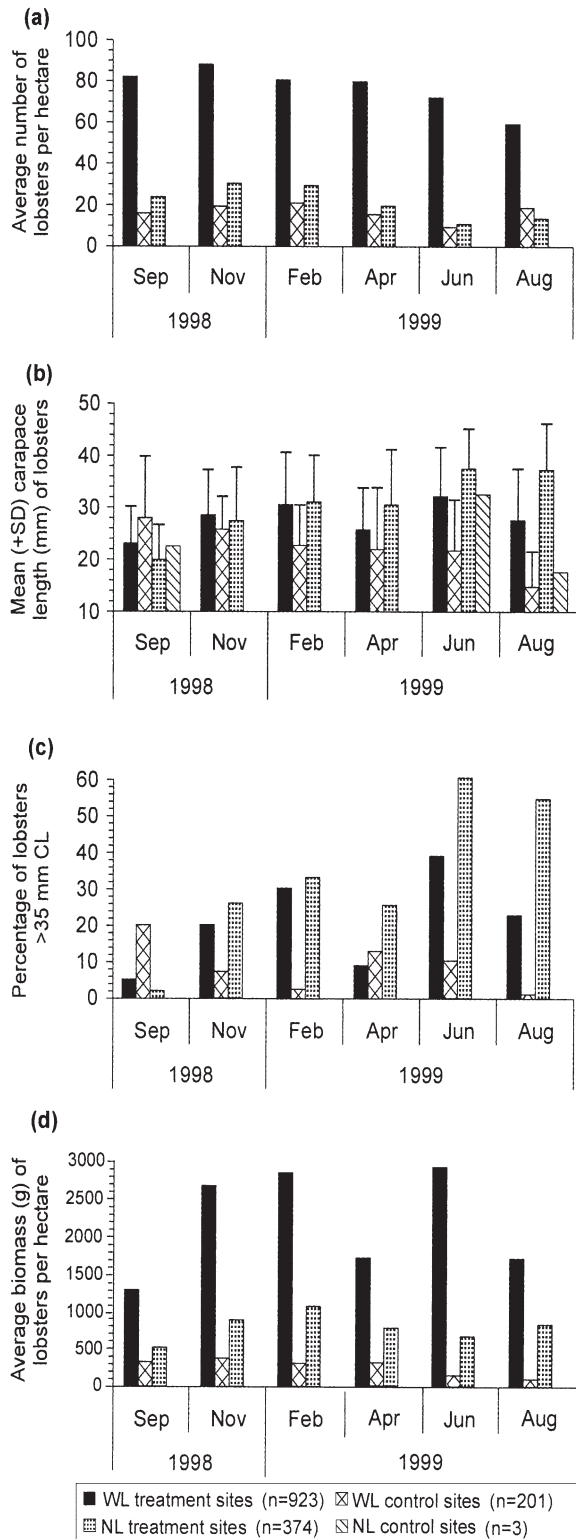 (a)
Average number of
lobsters per hectare
100
80
60
40
20
0
Sep Nov Feb Apr Jun Aug
1998 1999
(b)
Mean (+SD) carapace
length (mm) of lobsters
50
40
30
20
10
Sep Nov Feb Apr Jun Aug
1998 1999
(c)
Percentage of lobsters
>35 mm CL
60
50
40
30
20
10
0
Sep Nov Feb Apr Jun Aug
1998 1999
(d)
Average biomass (g) of
lobsters per hectare
3000
2500
2000
1500
1000
500
0
Sep Nov Feb Apr Jun Aug
1998 1999
WL treatment sites (n=923) WL control sites (n=201)
NL treatment sites (n=374) NL control sites (n=3)